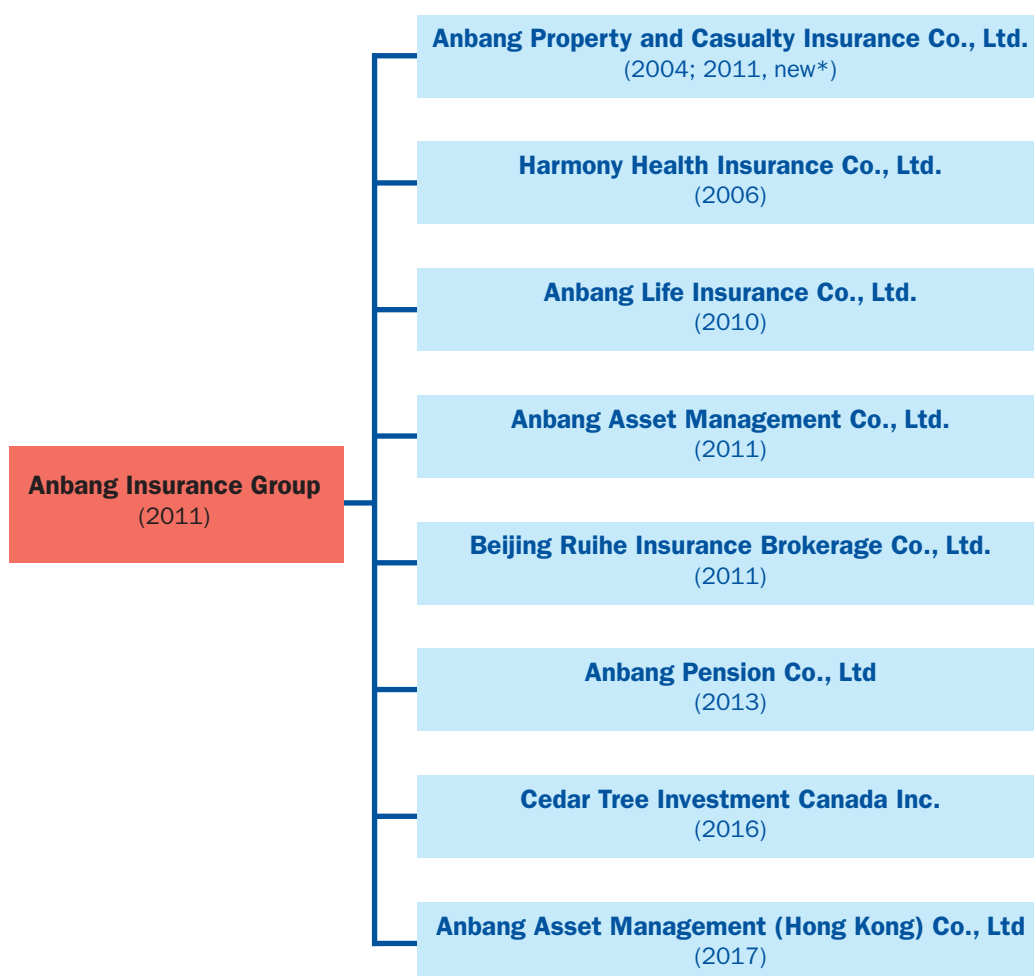 Anbang Property and Casualty Insurance Co., Ltd.
(2004; 2011, new*)
Harmony Health Insurance Co., Ltd.
(2006)
Anbang Life Insurance Co., Ltd.
(2010)
Anbang Asset Management Co., Ltd.
(2011)
Anbang Insurance Group
(2011)
Beijing Ruihe Insurance Brokerage Co., Ltd.
(2011)
Anbang Pension Co., Ltd
(2013)
Cedar Tree Investment Canada Inc.
(2016)
Anbang Asset Management (Hong Kong) Co., Ltd
(2017)